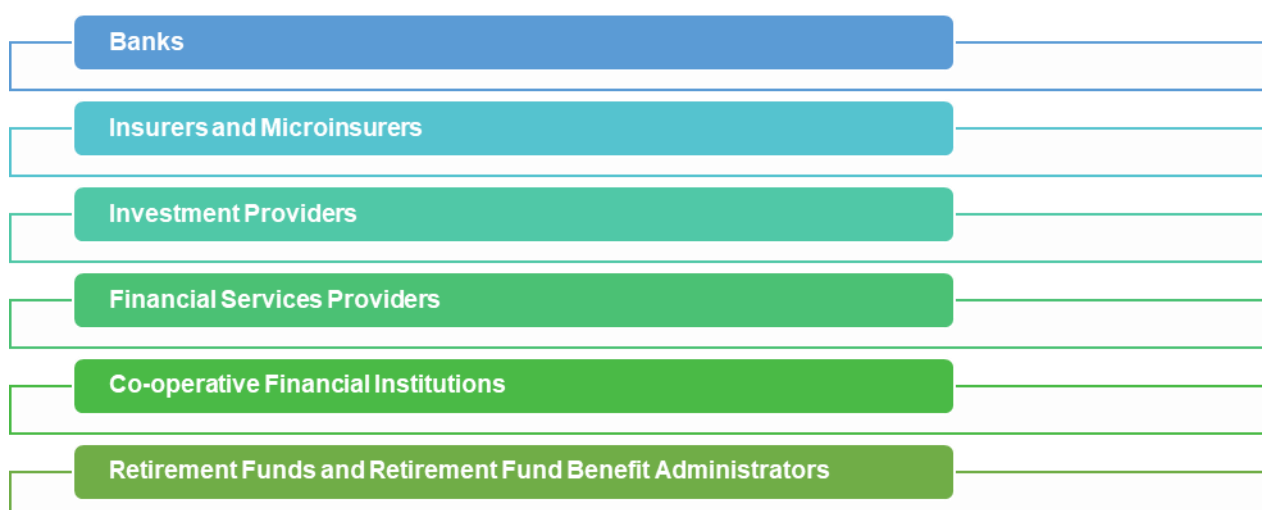 Banks
Insurers and Microinsurers
Investment Providers
Financial Services Providers
Co-operative Financial Institutions
Retirement Funds and Retirement Fund Benefit Administrators